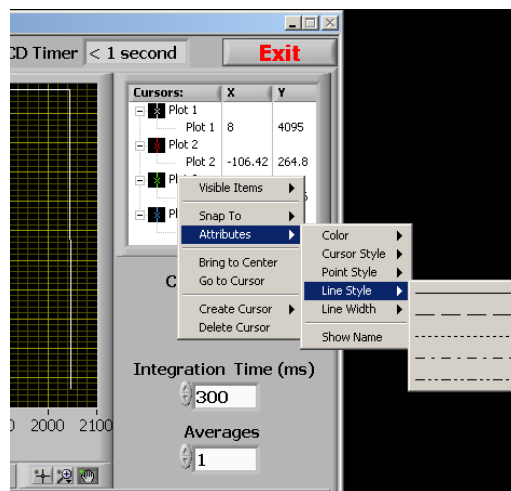 CD Timer < 1 second Exit
Cursors: X Y
Plot 1
Plot 1 8 4095
Plot 2
Plot 2 -106.42 264.8
Visible Items
Snap To
Attributes
Bring to Center
Go to Cursor
Create Cursor
Delete Cursor
Color
Cursor Style
Point Style
Line Style
Line Width
Show Name
Integration Time (ms)
300
2000 2100
Averages
1